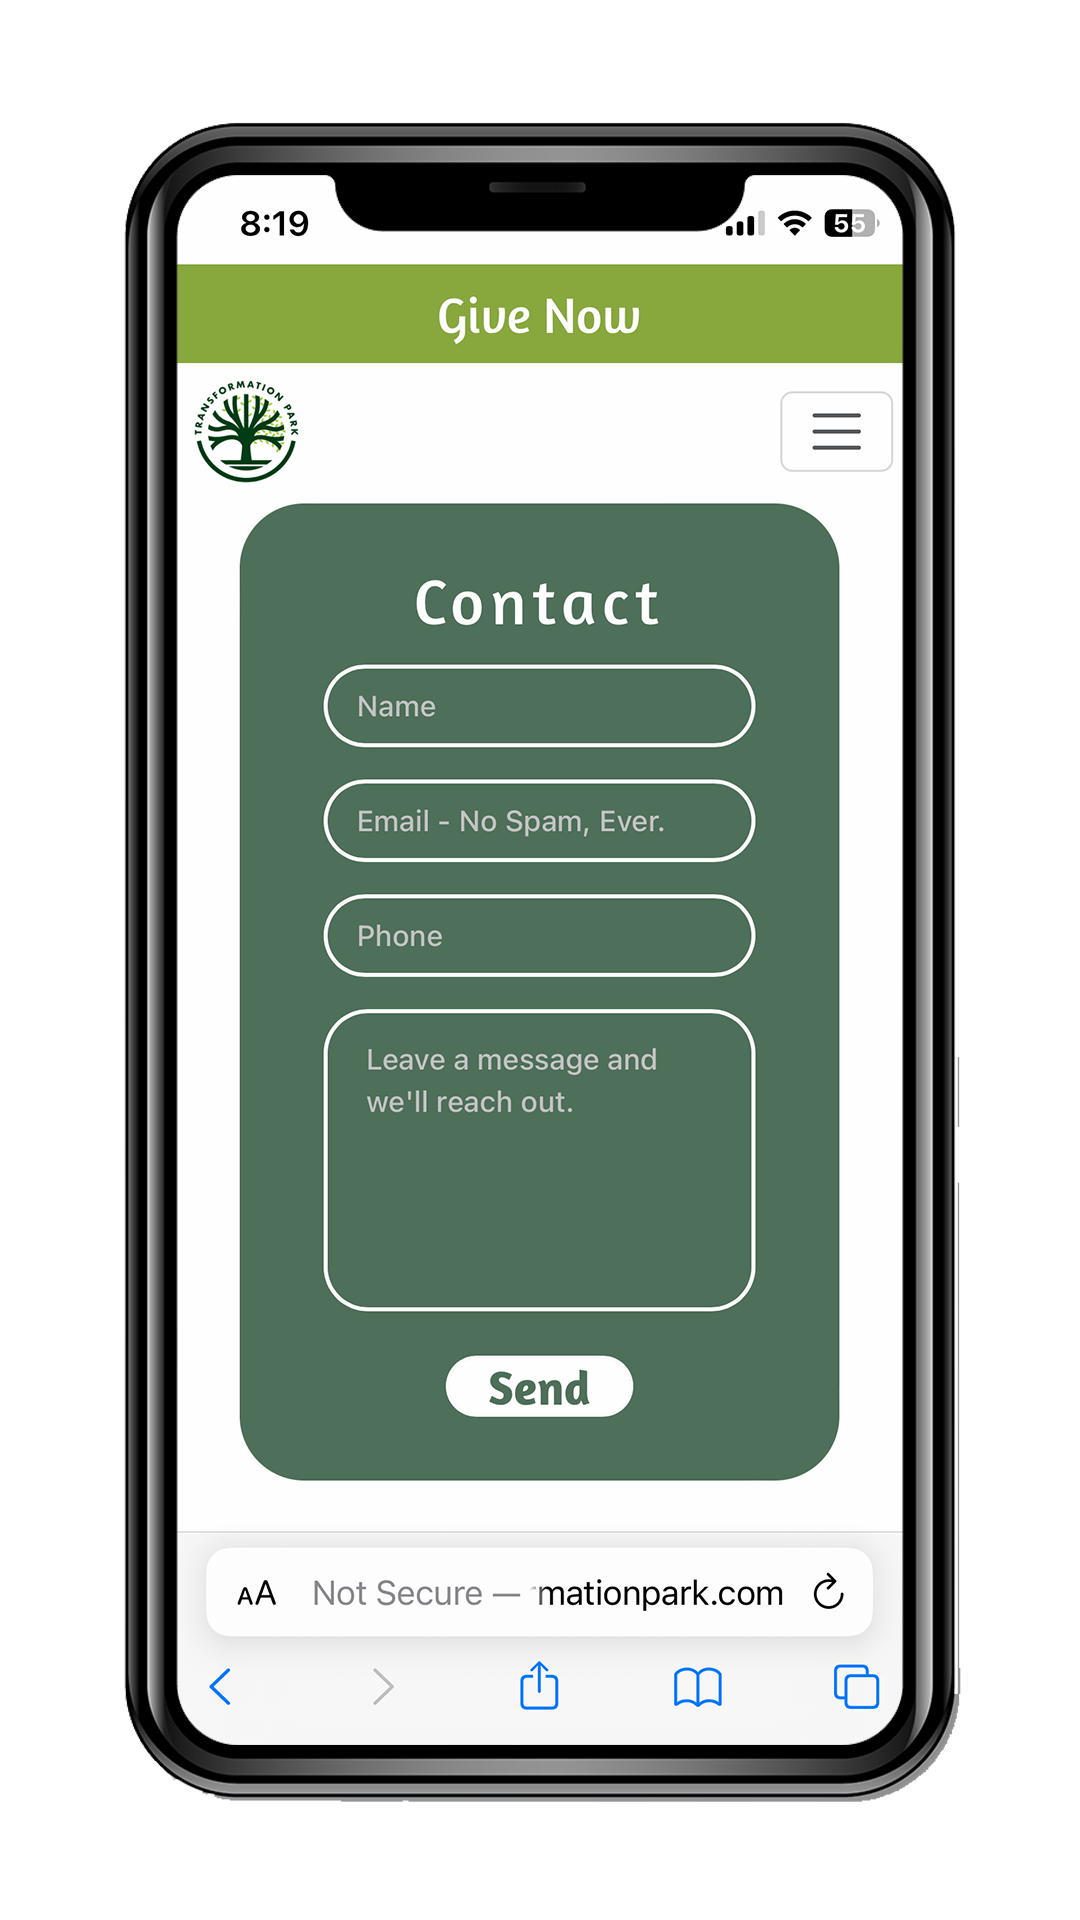 8:19
55
Give Now
TRANSFORMATION PARK
Contact
Name
Email - No Spam, Ever.
Phone
Leave a message and
we'll reach out.
Send
AA Not Secure — mationpark.com